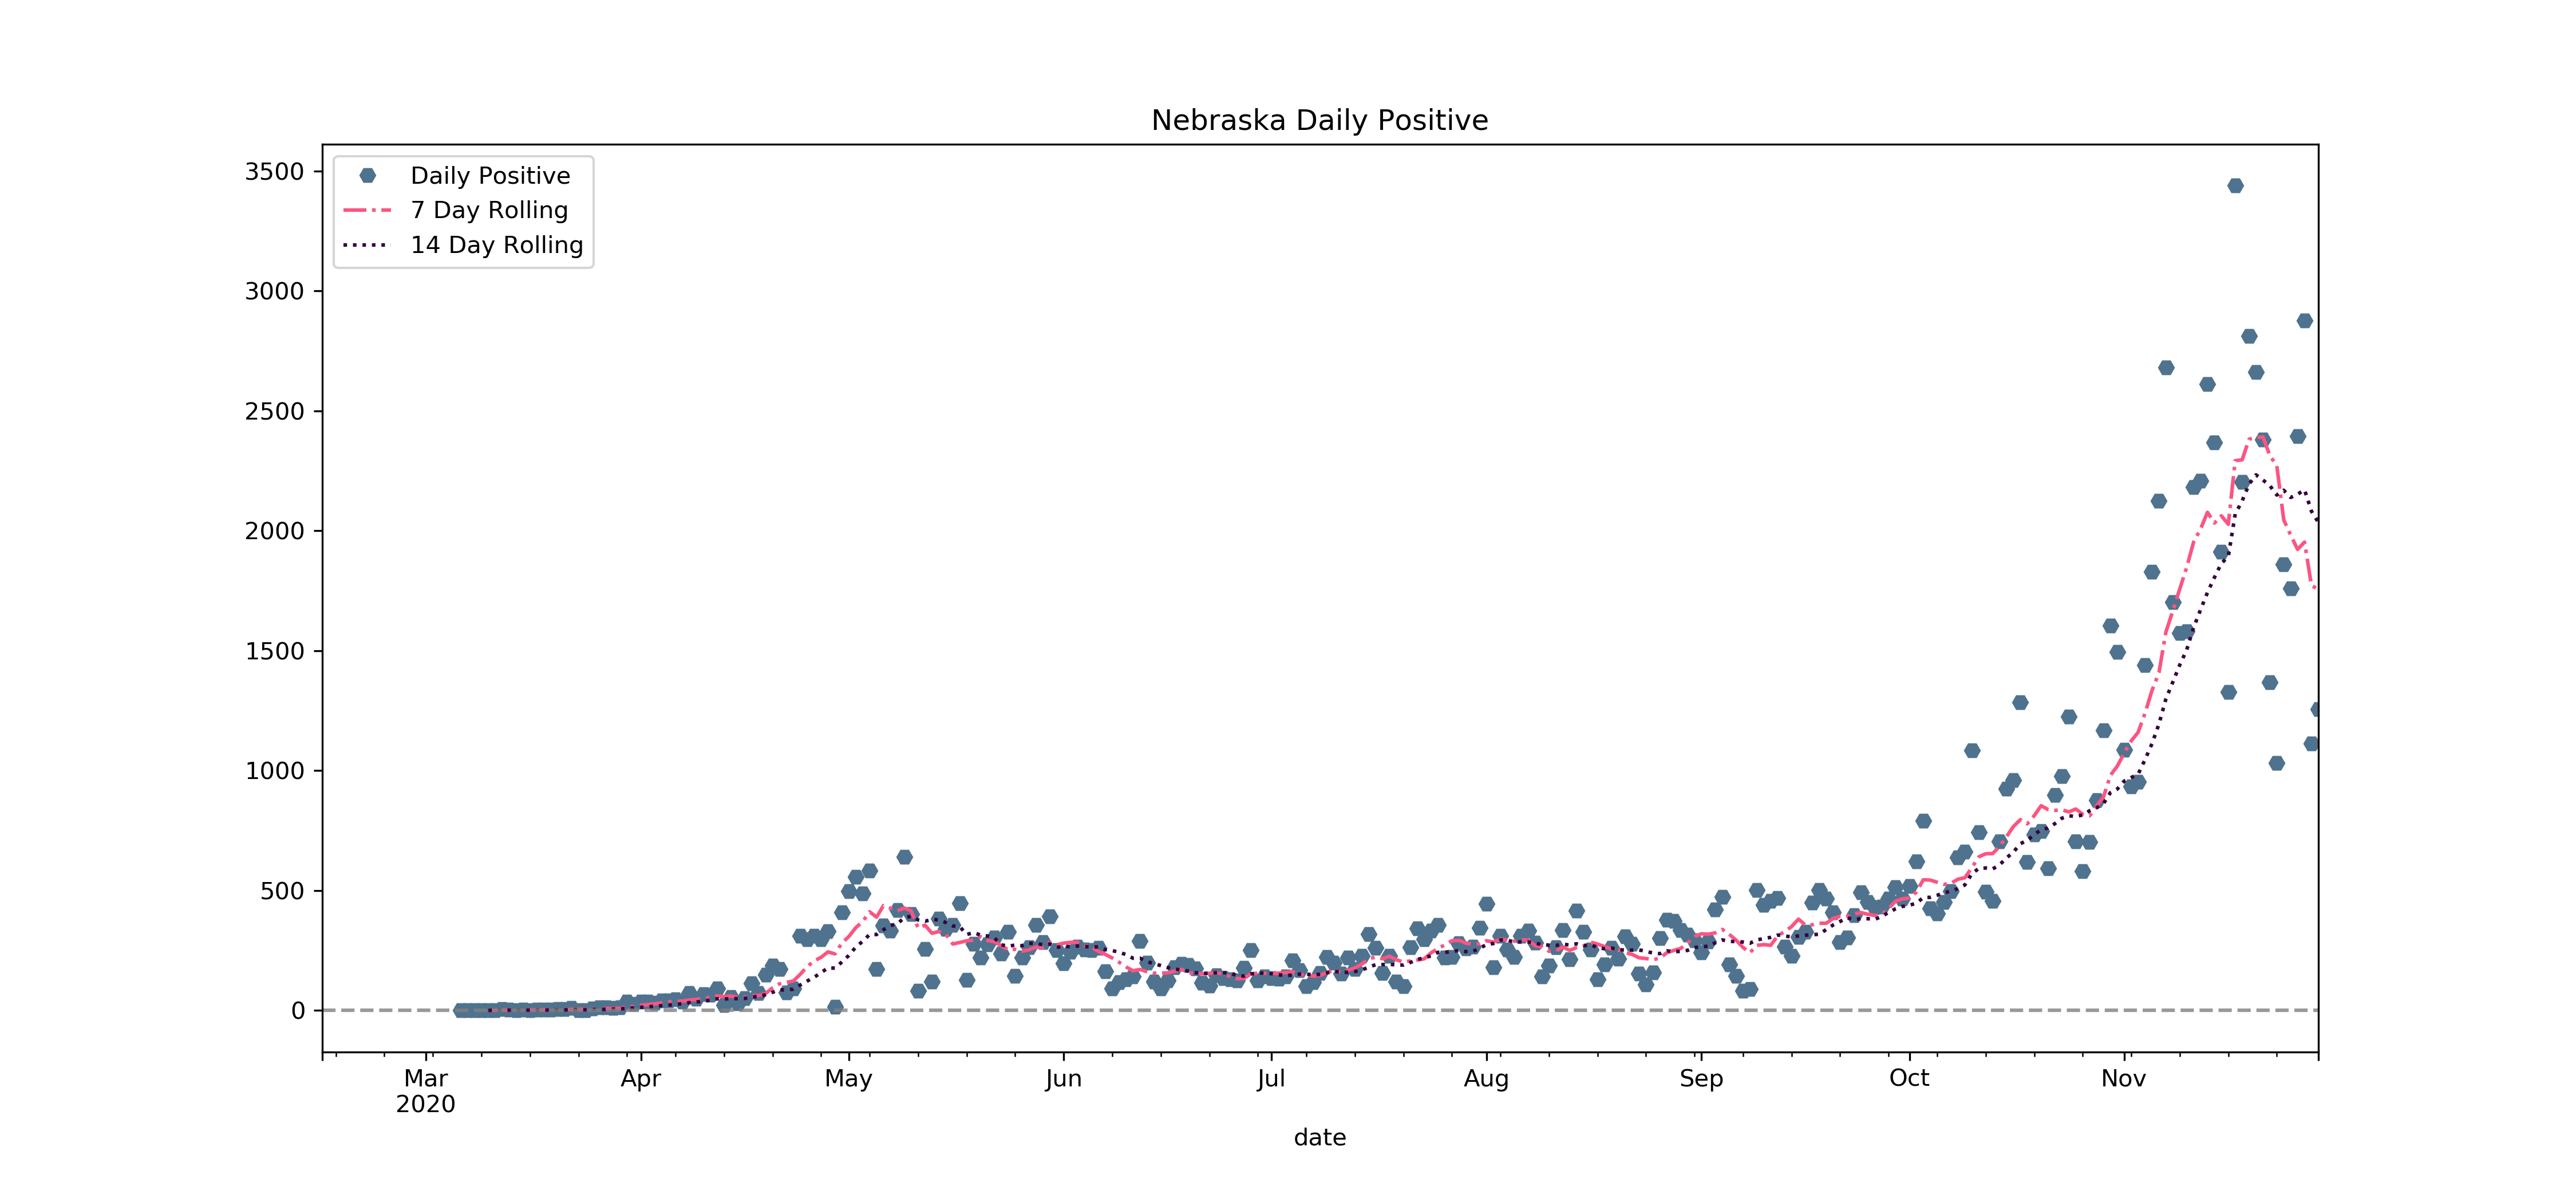 Nebraska Daily Positive
3500
3000
2500
2000
1500
1000
500
0
Daily Positive
7 Day Rolling
14 Day Rolling
Mar Apr May Jun Jul Aug Sep Oct Nov
2020
date